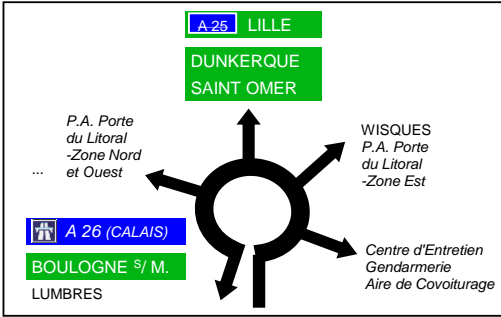 A 25 LILLE
DUNKERQUE
SAINT OMER
P.A. Porte
du Litoral
-Zone Nord
et Ouest
...
WISQUES
P.A. Porte
du Litoral
-Zone Est
A 26 (CALAIS)
BOULOGNE S/ M.
LUMBRES
Centre d'Entretien
Gendarmerie
Aire de Covoiturage